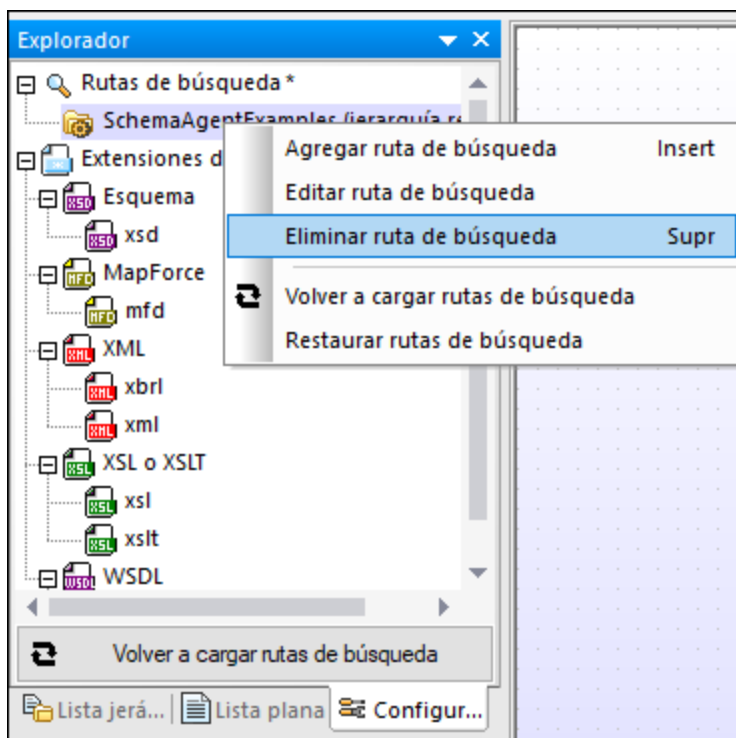 Explorador
Rutas de búsqueda*
SchemaAgentExamples (jerarquía
Extensiones
Esquema
xsd
MapForce
mfd
XML
xbrl
xml
XSL o XSLT
xsl
xslt
WSDL
Agregar ruta de búsqueda Insert
Editar ruta de búsqueda
Eliminar ruta de búsqueda Supr
Volver a cargar rutas de búsqueda
Restaurar rutas de búsqueda
Volver a cargar rutas de búsqueda
Lista jerá... Lista plana Configur...